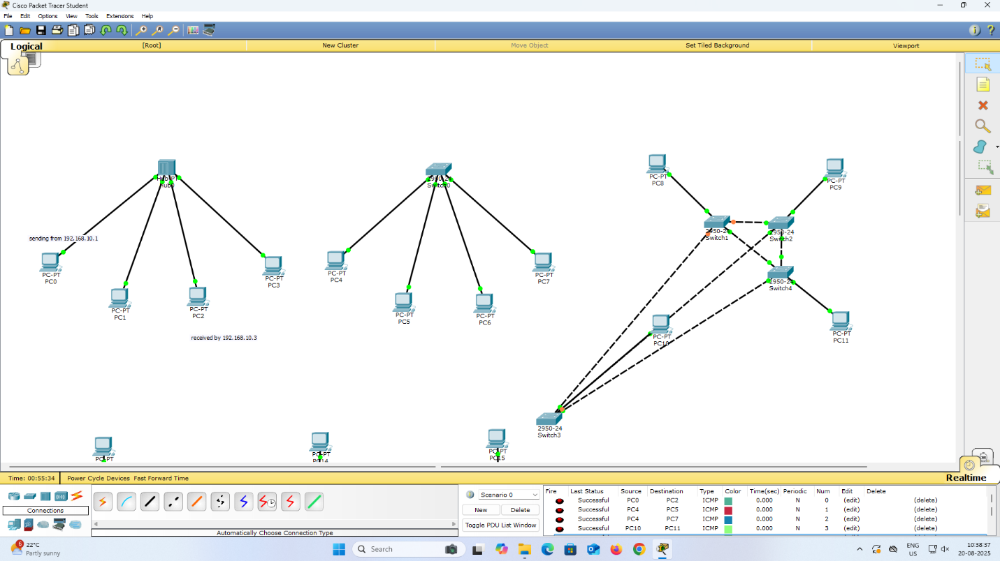 Cisco Packet Tracer Student
File Edit Options View Tools Extensions Help
Logical [Root] New Cluster Move Object Set Tiled Background Viewport
PC-PT
PC8
PC-PT
PC9
Hub-PT
Hub0
2950-24
Switch0
2950-24
Switch1
2950-24
Switch2
sending from 192.168.10.1
PC-PT
PC0
PC-PT
PC3
PC-PT
PC4
PC-PT
PC7
2950-24
Switch4
PC-PT
PC1
PC-PT
PC2
PC-PT
PC5
PC-PT
PC6
PC-PT
PC10
PC-PT
PC11
received by 192.168.10.3
2950-24
Switch3
PC-PT
PC-PT
PC14
PC-PT
PC15
Time: 00:55:34 Power Cycle Devices Fast Forward Time
Realtime
Connections
Automatically Choose Connection Type
Scenario 0
New Delete
Toggle PDU List Window
Fire Last Status Source Destination Type Color Time(sec) Periodic Num Edit Delete
Successful PC0 PC2 ICMP 0.000 N 0 (edit) (delete)
Successful PC4 PC5 ICMP 0.000 N 1 (edit) (delete)
Successful PC4 PC7 ICMP 0.000 N 2 (edit) (delete)
Successful PC10 PC11 ICMP 0.000 N 3 (edit) (delete)
6
22°C
Partly sunny
Search
ENG
US
10:38:37
20-08-2025